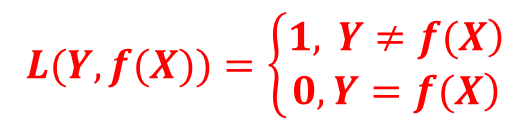 L(Y, f(X)) = { 1, Y ≠ f(X)
0, Y = f(X)